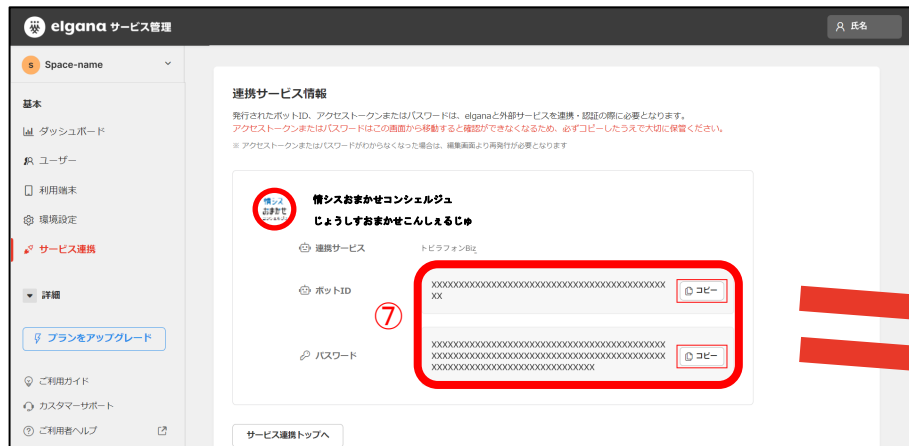 elgana サービス管理
氏名
s Space-name
基本
ダッシュボード
ユーザー
利用端末
環境設定
サービス連携
詳細
プランをアップグレード
ご利用ガイド
カスタマーサポート
ご利用者ヘルプ
連携サービス情報
発行されたボットID、アクセストークンまたはパスワードは、elganaと外部サービスを連携・認証の際に必要となります。
アクセストークンまたはパスワードはこの画面から移動すると確認ができなくなるため、必ずコピーしたうえで大切に保管ください。
※ アクセストークンまたはパスワードがわからなくなった場合は、編集画面より再発行が必要となります
情シス
おまかせ
情シスおまかせコンシェルジュ
じょうしすおまかせこんしぇるじゅ
連携サービス
トビラフォンBiz
ボットID
XXXXXXXXXXXXXXXXXXXXXXXXXXXXXXXXXXXXXXXXXXX
XX
コピー
⑦
パスワード
XXXXXXXXXXXXXXXXXXXXXXXXXXXXXXXXXXXXXXXXXXX
XXXXXXXXXXXXXXXXXXXXXXXXXXXXXXXXXXXXXXXXXXX
XXXXXXXXXXXXXXXXXXXXXXXXXXXXXX
コピー
サービス連携トップへ